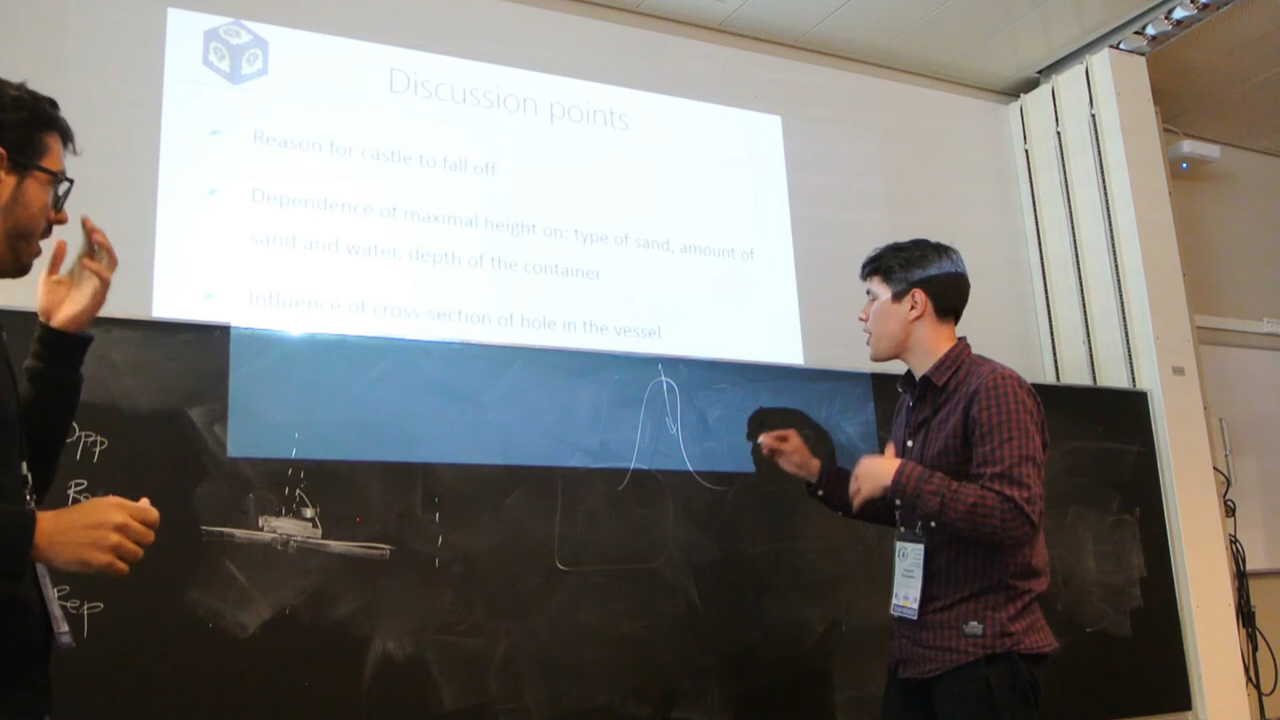 Discussion points
Reason for castle to fall off
Dependence of maximal height on: type of sand, amount of
sand and water, depth of the container
Influence of cross-section of hole in the vessel
Opp
Rep